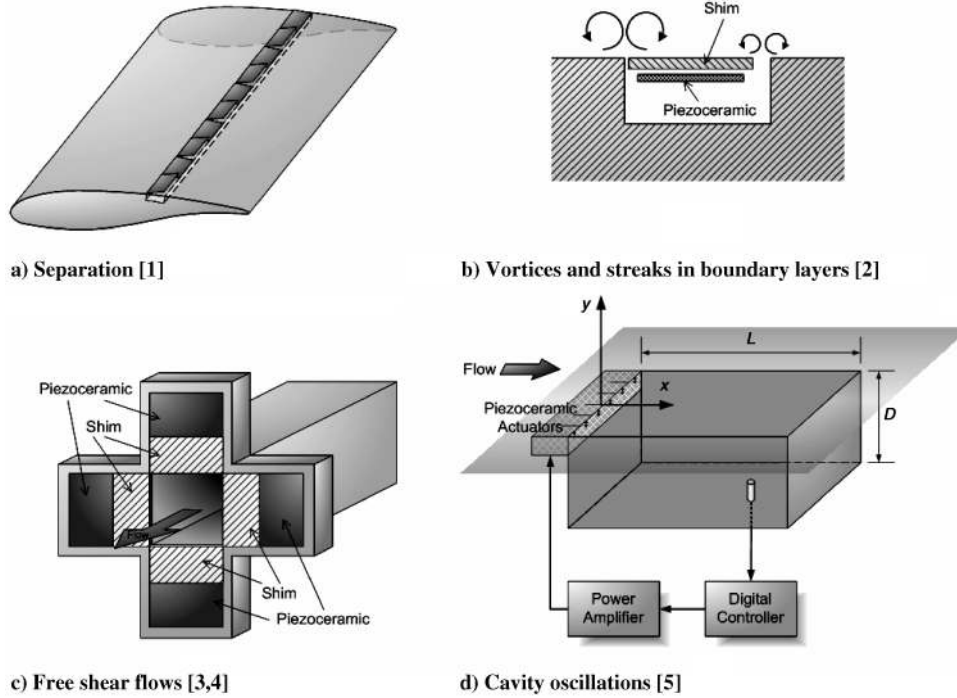 Shim
Piezoceramic
a) Separation [1]
b) Vortices and streaks in boundary layers [2]
Piezoceramic
Shim
Flow
Shim
Piezoceramic
c) Free shear flows [3,4]
y
L
Flow
x
Piezoceramic
Actuators
D
Power
Amplifier
Digital
Controller
d) Cavity oscillations [5]